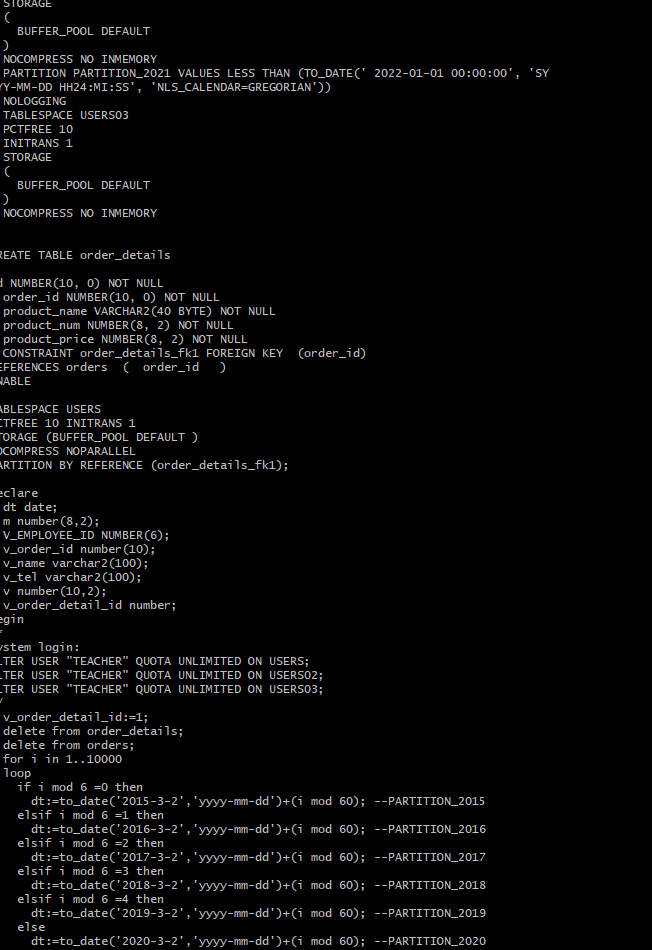 STORAGE
(
BUFFER_POOL DEFAULT
)
NOCOMPRESS NO INMEMORY
PARTITION PARTITION_2021 VALUES LESS THAN (TO_DATE(' 2022-01-01 00:00:00', 'SY
YY-MM-DD HH24:MI:SS', 'NLS_CALENDAR=GREGORIAN'))
NOLOGGING
TABLESPACE USERS03
PCTFREE 10
INITRANS 1
STORAGE
(
BUFFER_POOL DEFAULT
)
NOCOMPRESS NO INMEMORY
REATE TABLE order_details
d NUMBER(10, 0) NOT NULL
order_id NUMBER(10, 0) NOT NULL
product_name VARCHAR2(40 BYTE) NOT NULL
product_num NUMBER(8, 2) NOT NULL
product_price NUMBER(8, 2) NOT NULL
CONSTRAINT order_details_fk1 FOREIGN KEY  (order_id)
EFERENCES orders  (  order_id   )
NABLE
ABLESPACE USERS
CTFREE 10 INITRANS 1
TORAGE (BUFFER_POOL DEFAULT )
OCOMPRESS NOPARALLEL
ARTITION BY REFERENCE (order_details_fk1);
eclare
dt date;
m number(8,2);
V_EMPLOYEE_ID NUMBER(6);
v_order_id number(10);
v_name varchar2(100);
v_tel varchar2(100);
v number(10,2);
v_order_detail_id number;
egin
*
ystem login:
LTER USER "TEACHER" QUOTA UNLIMITED ON USERS;
LTER USER "TEACHER" QUOTA UNLIMITED ON USERS02;
LTER USER "TEACHER" QUOTA UNLIMITED ON USERS03;
/
v_order_detail_id:=1;
delete from order_details;
delete from orders;
for i in 1..10000
loop
if i mod 6 =0 then
dt:=to_date('2015-3-2','yyyy-mm-dd')+(i mod 60); --PARTITION_2015
elsif i mod 6 =1 then
dt:=to_date('2016-3-2','yyyy-mm-dd')+(i mod 60); --PARTITION_2016
elsif i mod 6 =2 then
dt:=to_date('2017-3-2','yyyy-mm-dd')+(i mod 60); --PARTITION_2017
elsif i mod 6 =3 then
dt:=to_date('2018-3-2','yyyy-mm-dd')+(i mod 60); --PARTITION_2018
elsif i mod 6 =4 then
dt:=to_date('2019-3-2','yyyy-mm-dd')+(i mod 60); --PARTITION_2019
else
dt:=to_date('2020-3-2','yyyy-mm-dd')+(i mod 60); --PARTITION_2020